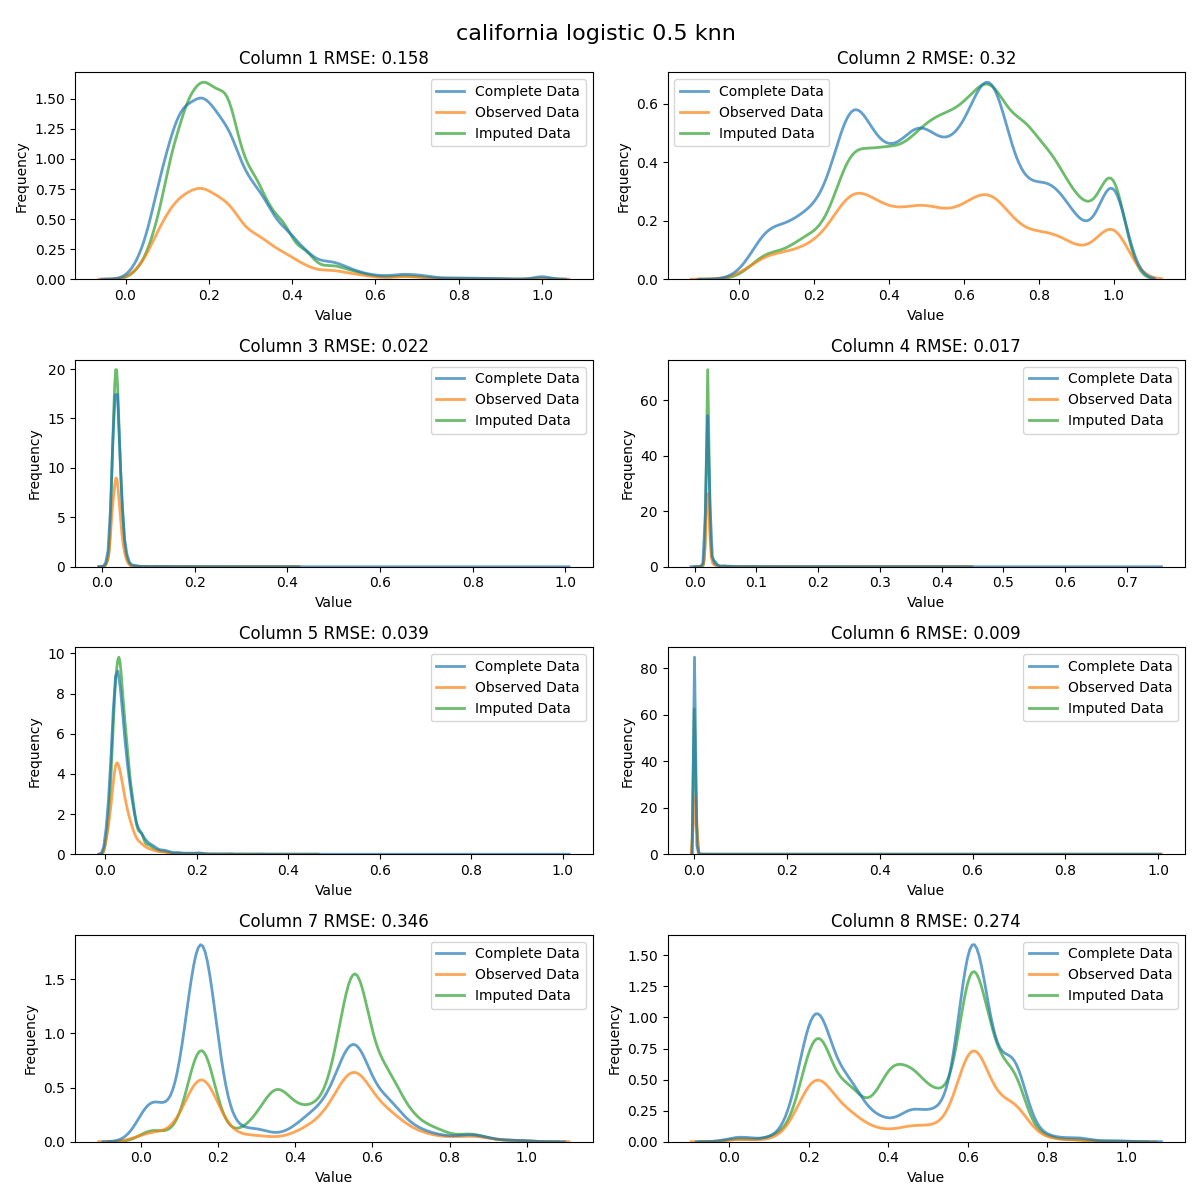 california logistic 0.5 knn
Column 1 RMSE: 0.158
Frequency
1.50
1.25
1.00
0.75
0.50
0.25
0.00
Complete Data
Observed Data
Imputed Data
0.0 0.2 0.4 0.6 0.8 1.0
Value
Column 2 RMSE: 0.32
Frequency
0.6
0.4
0.2
0.0
Complete Data
Observed Data
Imputed Data
0.0 0.2 0.4 0.6 0.8 1.0
Value
Column 3 RMSE: 0.022
Frequency
20
15
10
5
0
Complete Data
Observed Data
Imputed Data
0.0 0.2 0.4 0.6 0.8 1.0
Value
Column 4 RMSE: 0.017
Frequency
60
40
20
0
Complete Data
Observed Data
Imputed Data
0.0 0.1 0.2 0.3 0.4 0.5 0.6 0.7
Value
Column 5 RMSE: 0.039
Frequency
10
8
6
4
2
0
Complete Data
Observed Data
Imputed Data
0.0 0.2 0.4 0.6 0.8 1.0
Value
Column 6 RMSE: 0.009
Frequency
80
60
40
20
0
Complete Data
Observed Data
Imputed Data
0.0 0.2 0.4 0.6 0.8 1.0
Value
Column 7 RMSE: 0.346
Frequency
1.5
1.0
0.5
0.0
Complete Data
Observed Data
Imputed Data
0.0 0.2 0.4 0.6 0.8 1.0
Value
Column 8 RMSE: 0.274
Frequency
1.50
1.25
1.00
0.75
0.50
0.25
0.00
Complete Data
Observed Data
Imputed Data
0.0 0.2 0.4 0.6 0.8 1.0
Value